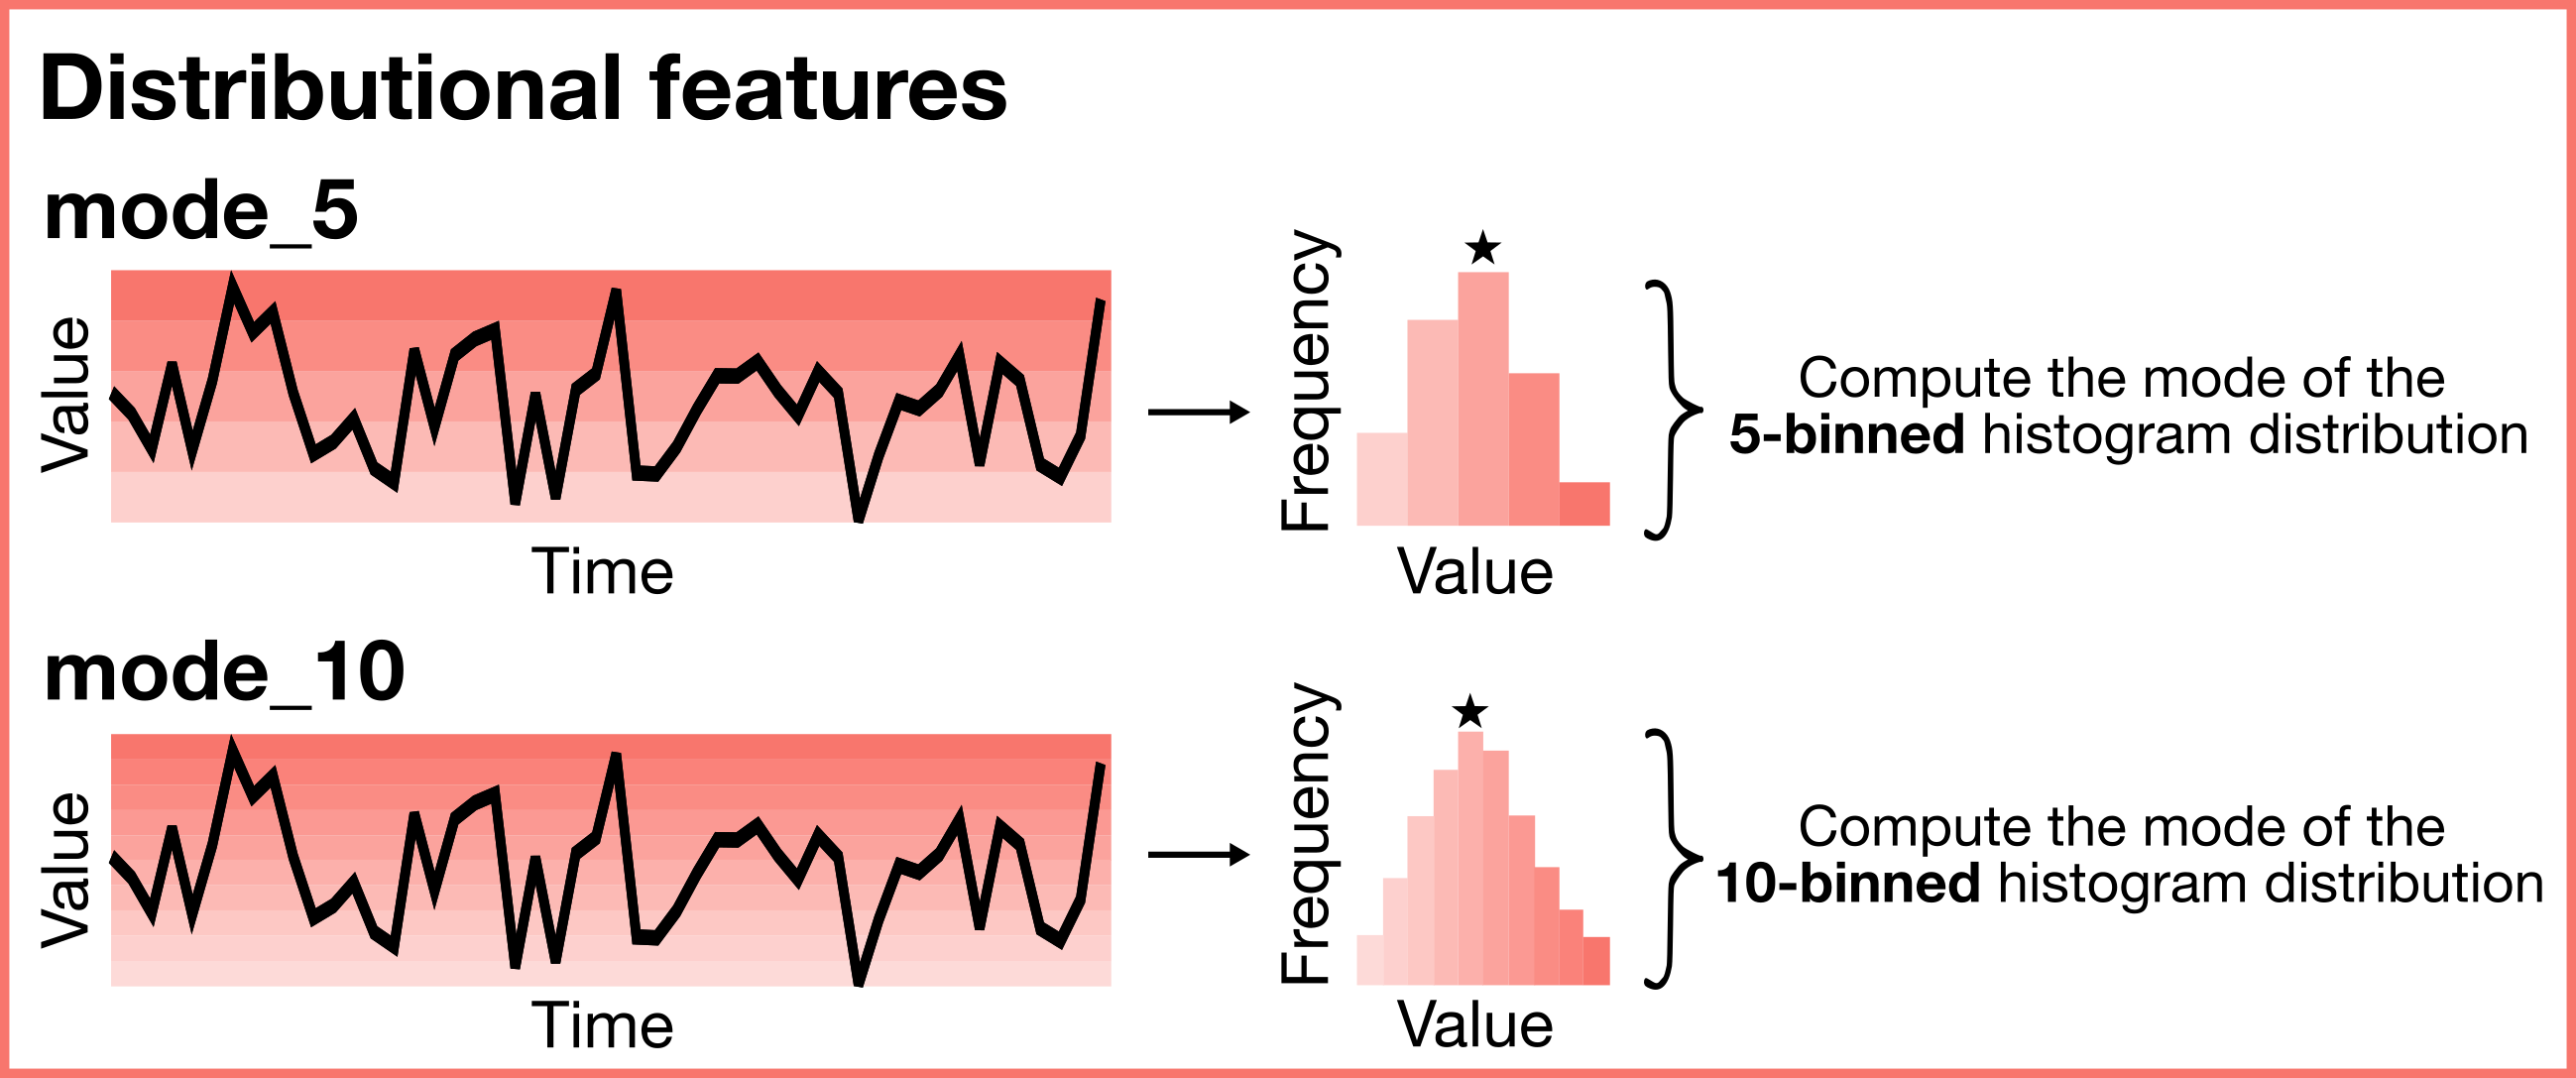 Distributional features
mode_5
Value
Time
Frequency
Value
Compute the mode of the
5-binned histogram distribution
mode_10
Value
Time
Frequency
Value
Compute the mode of the
10-binned histogram distribution